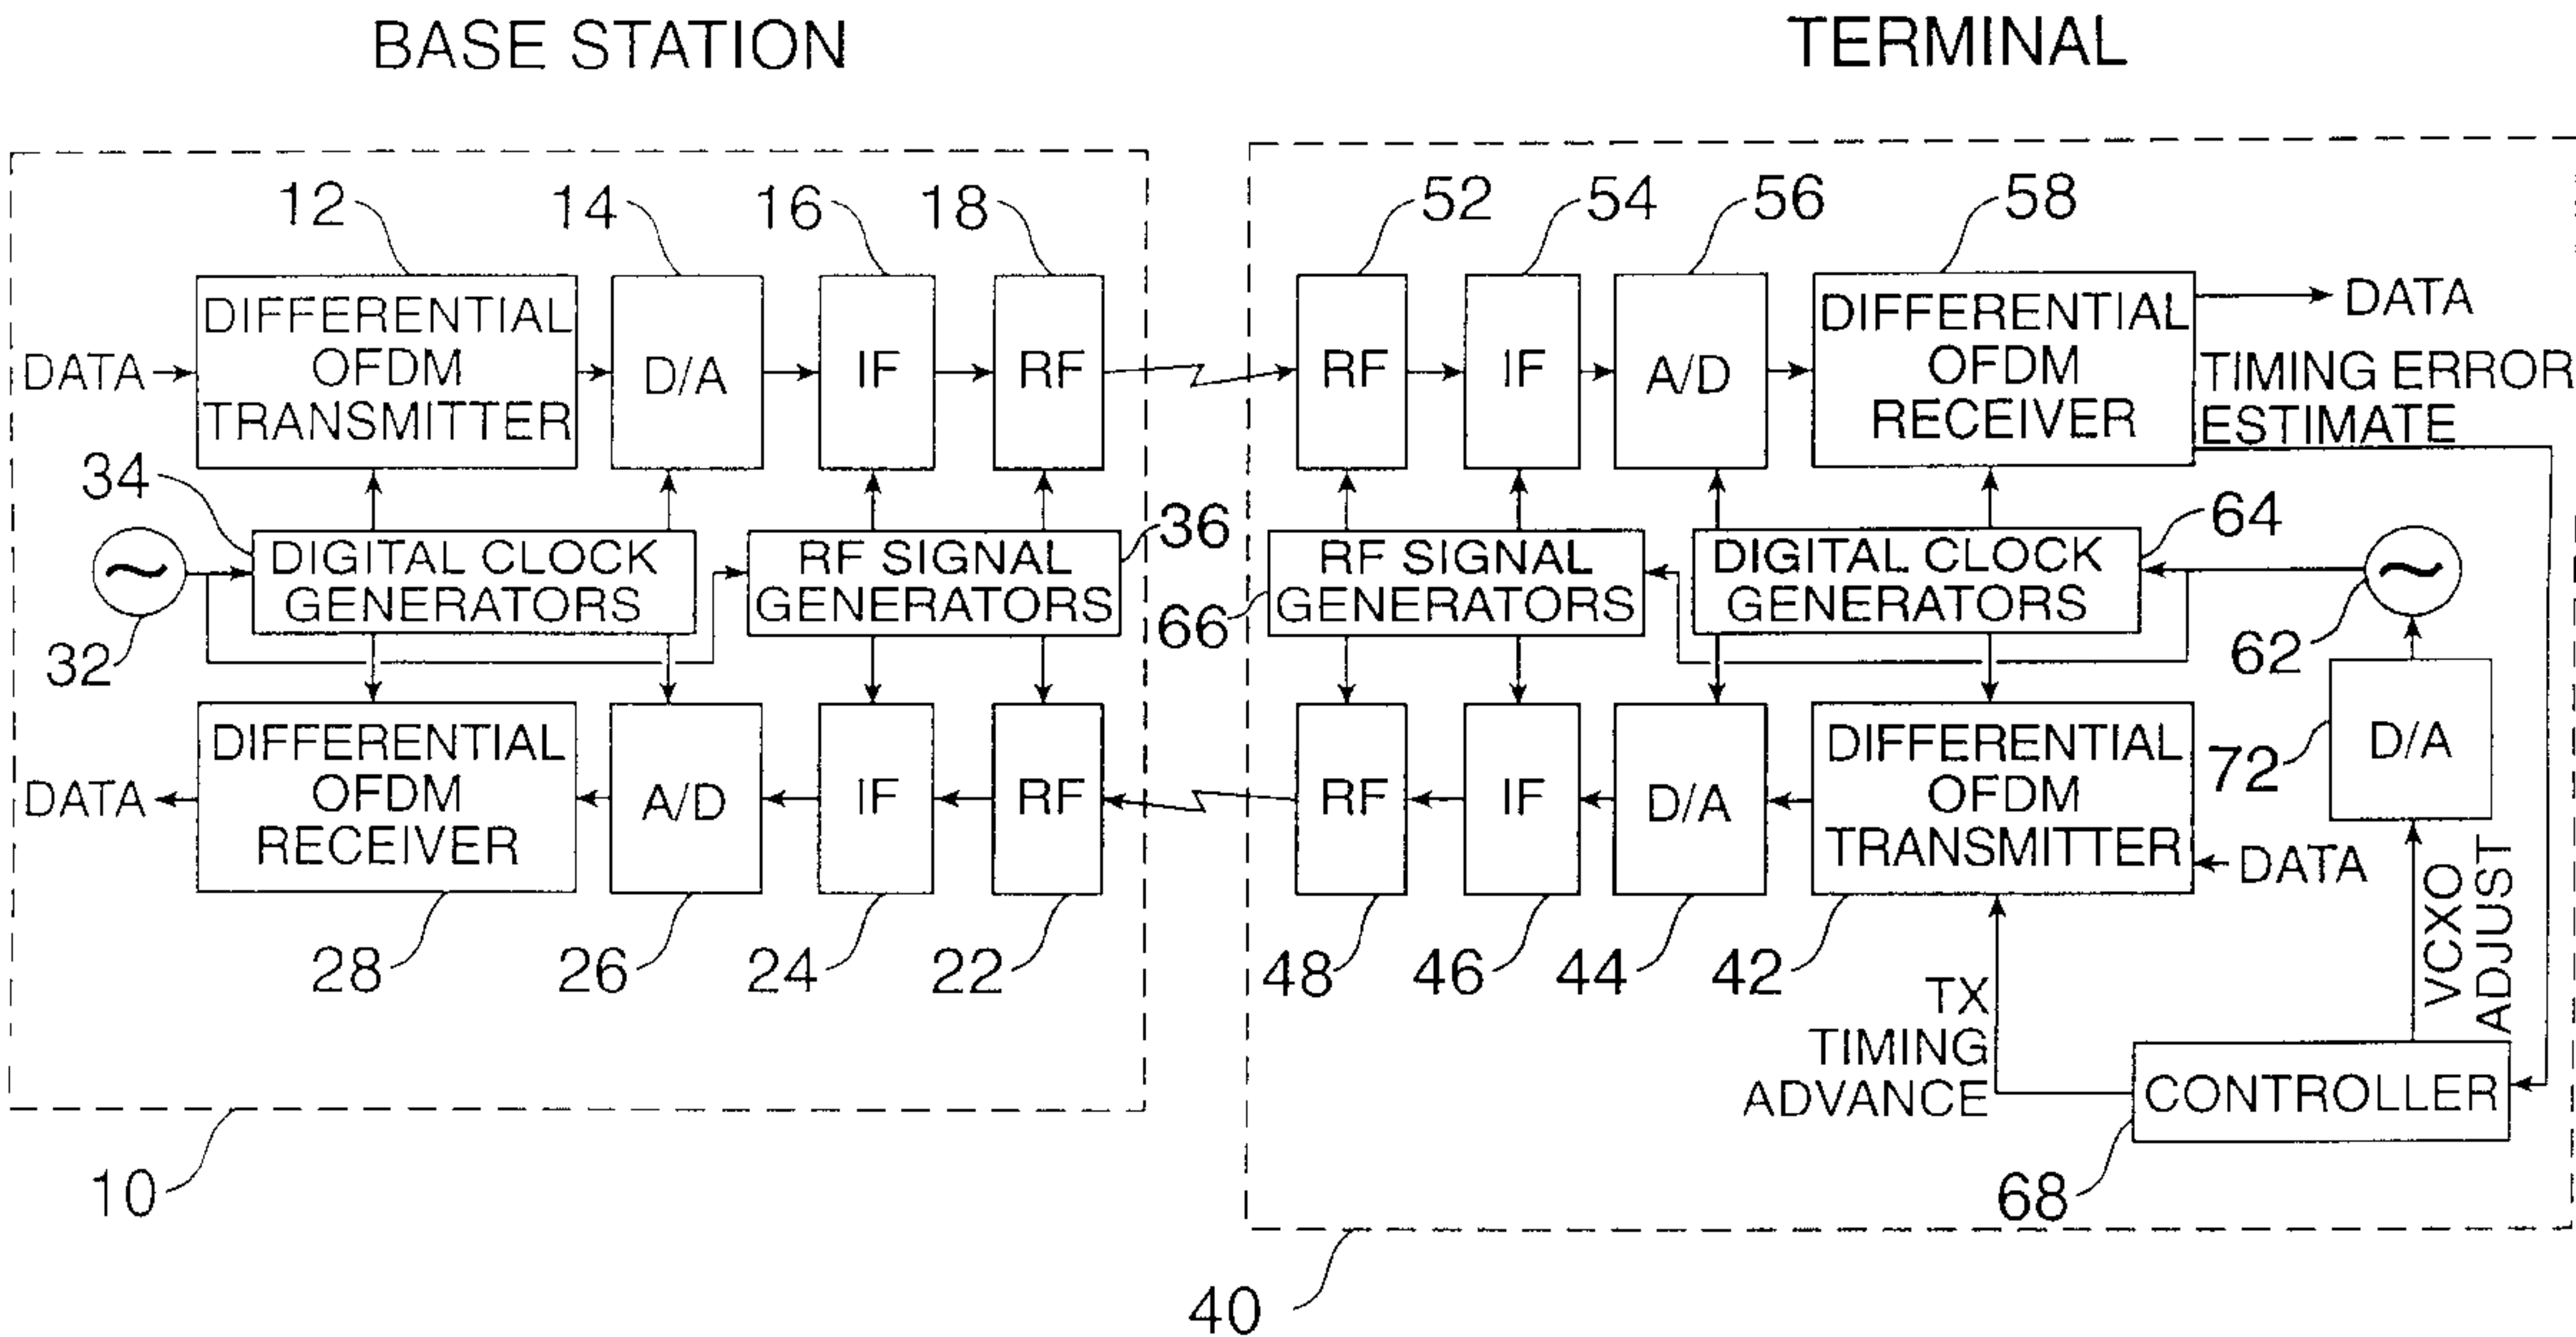 BASE STATION
TERMINAL
12
14
16
18
52
54
56
58
DATA
DIFFERENTIAL
OFDM
TRANSMITTER
D/A
IF
RF
RF
IF
A/D
DIFFERENTIAL
OFDM
RECEIVER
DATA
TIMING ERROR
ESTIMATE
34
32
DIGITAL CLOCK
GENERATORS
RF SIGNAL
GENERATORS
36
66
RF SIGNAL
GENERATORS
DIGITAL CLOCK
GENERATORS
64
62
DATA
DIFFERENTIAL
OFDM
RECEIVER
A/D
IF
RF
RF
IF
D/A
DIFFERENTIAL
OFDM
TRANSMITTER
DATA
72
D/A
28
26
24
22
48
46
44
42
TX
TIMING
ADVANCE
VCXO
ADJUST
CONTROLLER
68
10
40